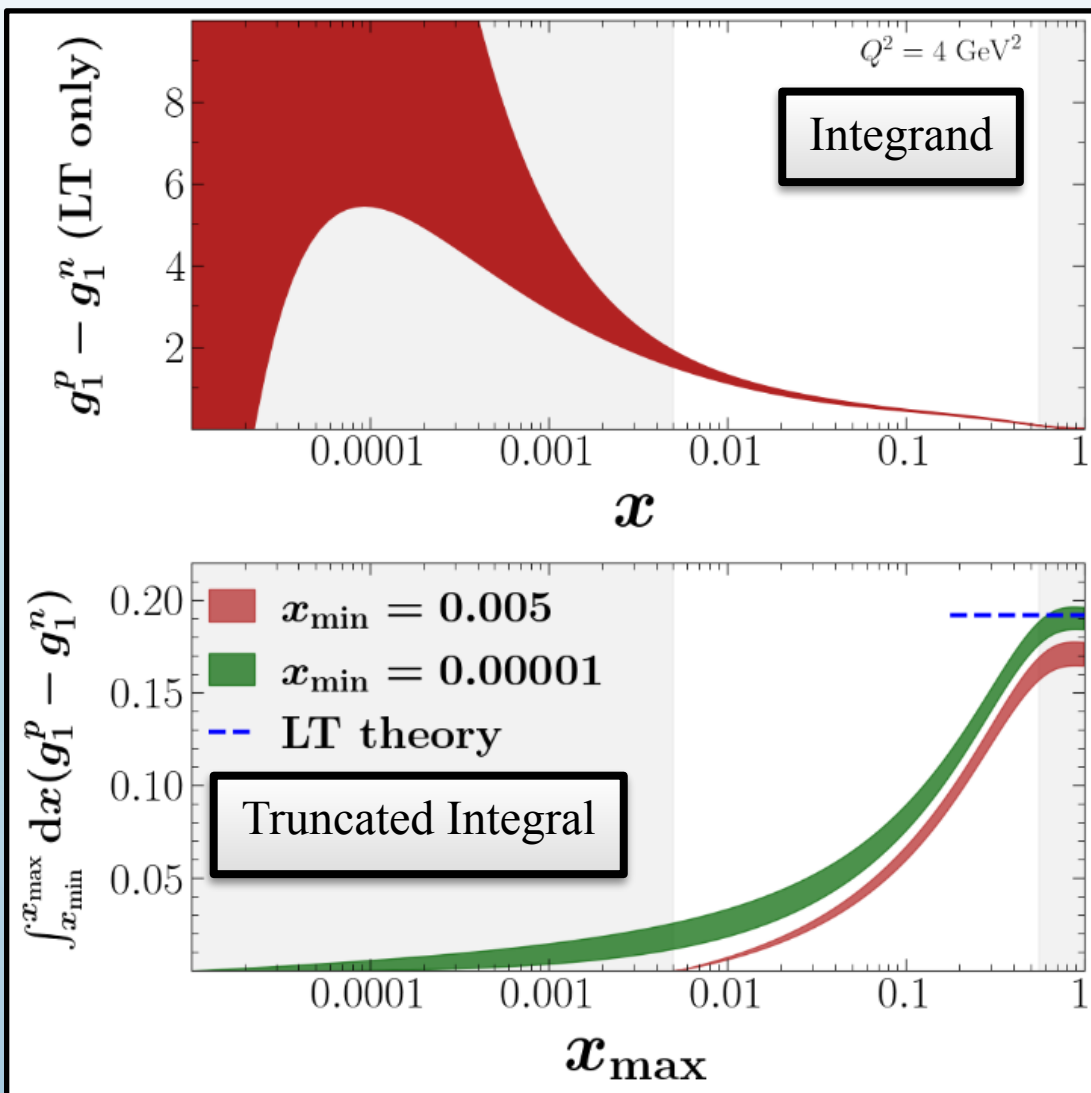 g₁ᵖ − g₁ⁿ (LT only)
8
6
4
2
Q² = 4 GeV²
Integrand
0.0001 0.001 0.01 0.1 1
x
∫ₓₘᵢₙˣᵐᵃˣ dx(g₁ᵖ − g₁ⁿ)
0.20
0.15
0.10
0.05
x_min = 0.005
x_min = 0.00001
LT theory
Truncated Integral
0.0001 0.001 0.01 0.1 1
x_max